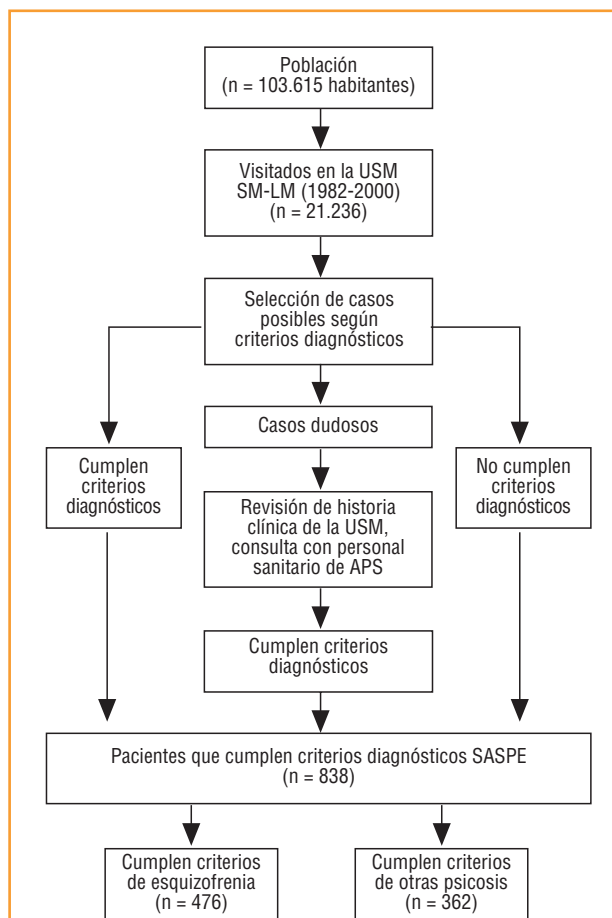 Población
(n = 103.615 habitantes)
Visitados en la USM
SM-LM (1982-2000)
(n = 21.236)
Selección de casos
posibles según
criterios diagnósticos
Casos dudosos
Cumplen
criterios
diagnósticos
No cumplen
criterios
diagnósticos
Revisión de historia
clínica de la USM,
consulta con personal
sanitario de APS
Cumplen criterios
diagnósticos
Pacientes que cumplen criterios diagnósticos SASPE
(n = 838)
Cumplen criterios
de esquizofrenia
(n = 476)
Cumplen criterios
de otras psicosis
(n = 362)